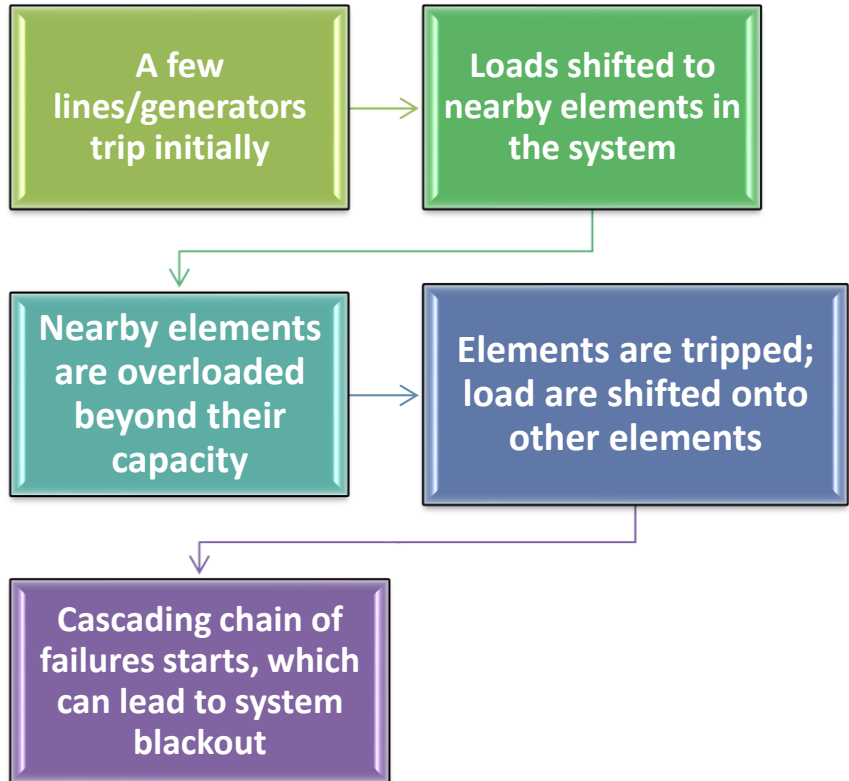 A few
lines/generators
trip initially
Loads shifted to
nearby elements in
the system
Nearby elements
are overloaded
beyond their
capacity
Elements are tripped;
load are shifted onto
other elements
Cascading chain of
failures starts, which
can lead to system
blackout